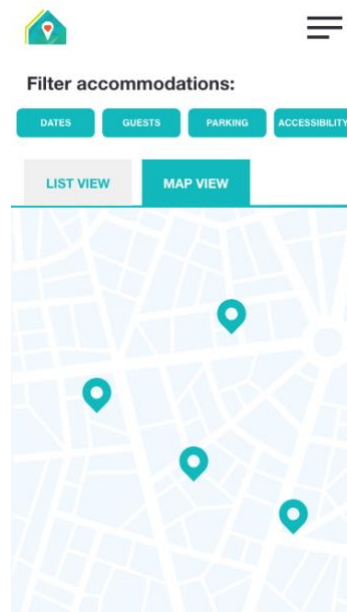 Filter accommodations:
DATES GUESTS PARKING ACCESSIBILITY
LIST VIEW MAP VIEW